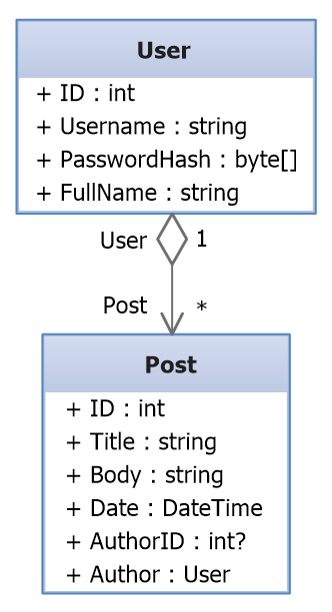 User
+ ID : int
+ Username : string
+ PasswordHash : byte[]
+ FullName : string
User 1
Post *
Post
+ ID : int
+ Title : string
+ Body : string
+ Date : DateTime
+ AuthorID : int?
+ Author : User